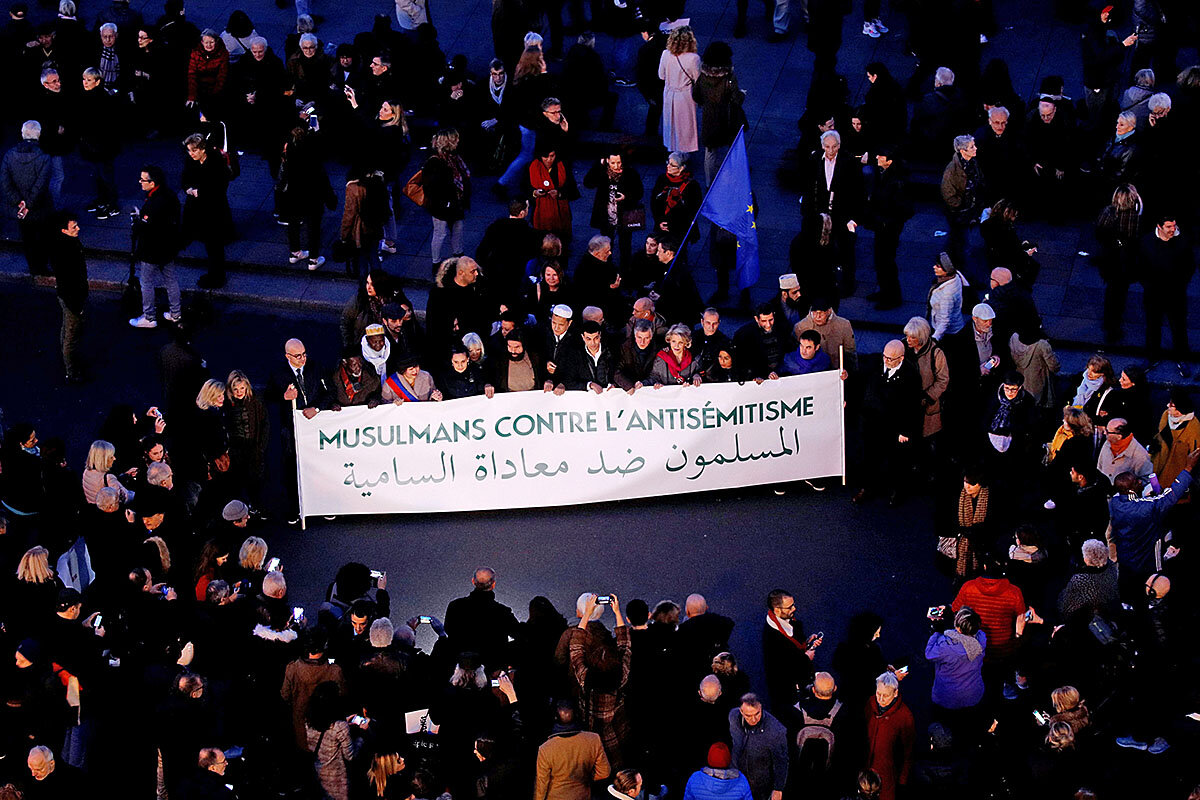 MUSULMANS CONTRE L'ANTISÉMITISME
المسلمون ضد معاداة السامية